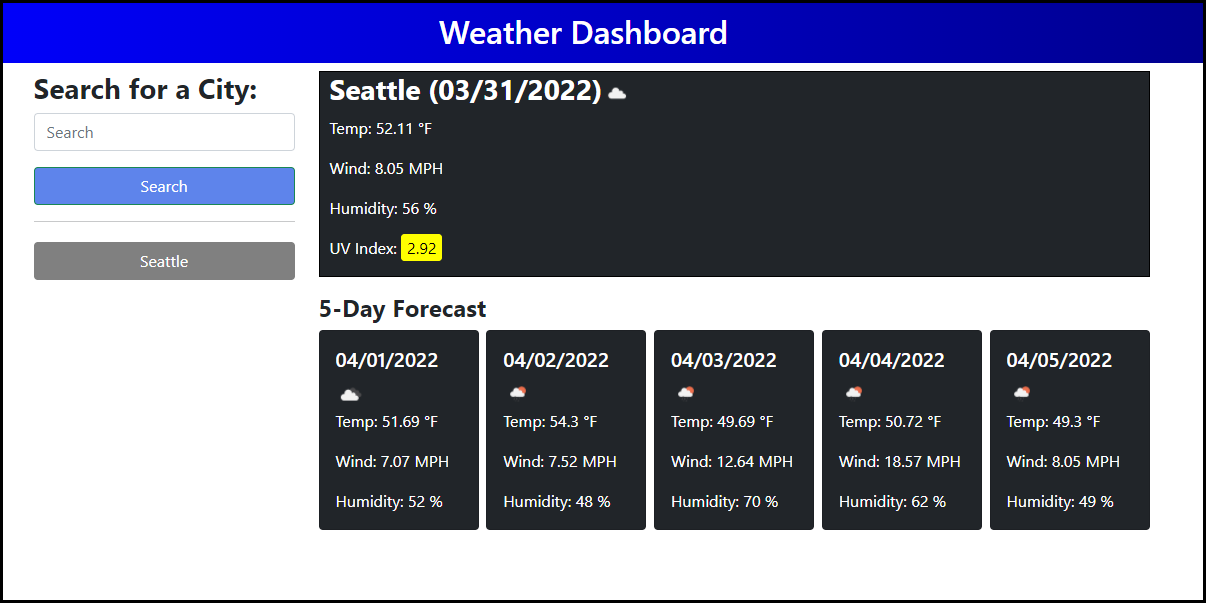 Weather Dashboard
Search for a City:
Search
Search
Seattle
Seattle (03/31/2022)
Temp: 52.11 °F
Wind: 8.05 MPH
Humidity: 56 %
UV Index: 2.92
5-Day Forecast
04/01/2022
Temp: 51.69 °F
Wind: 7.07 MPH
Humidity: 52 %
04/02/2022
Temp: 54.3 °F
Wind: 7.52 MPH
Humidity: 48 %
04/03/2022
Temp: 49.69 °F
Wind: 12.64 MPH
Humidity: 70 %
04/04/2022
Temp: 50.72 °F
Wind: 18.57 MPH
Humidity: 62 %
04/05/2022
Temp: 49.3 °F
Wind: 8.05 MPH
Humidity: 49 %